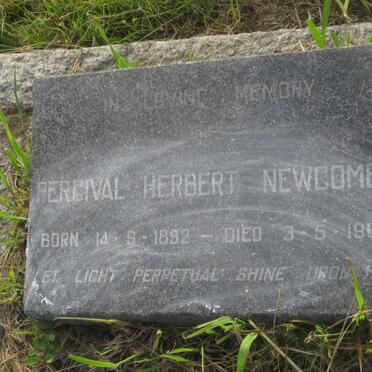 IN LOVING MEMORY
PERCIVAL HERBERT NEWCOM
BORN 14-9-1892 – DIED 3-5-19
LET LIGHT PERPETUAL SHINE UPON